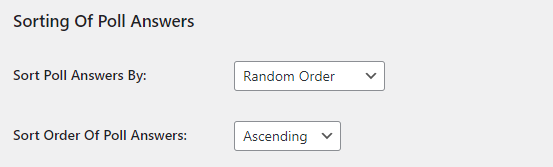 Sorting Of Poll Answers
Sort Poll Answers By: Random Order
Sort Order Of Poll Answers: Ascending